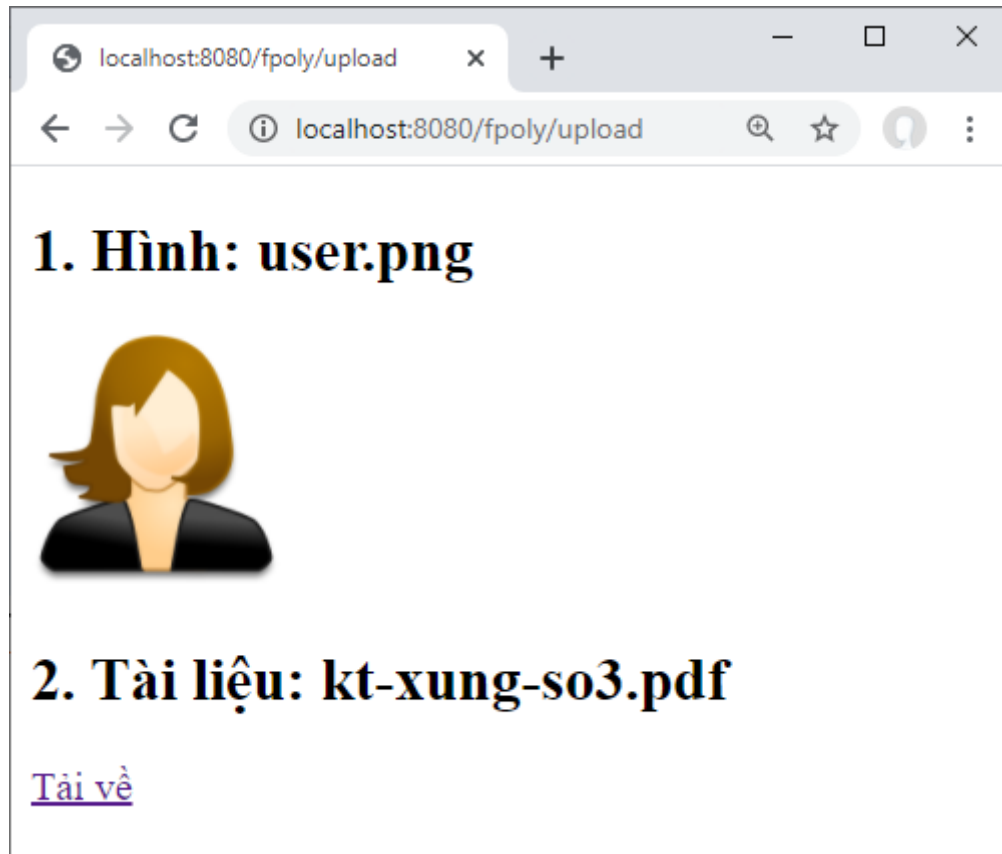 localhost:8080/fpoly/upload
localhost:8080/fpoly/upload
1. Hình: user.png
2. Tài liệu: kt-xung-so3.pdf
Tải về